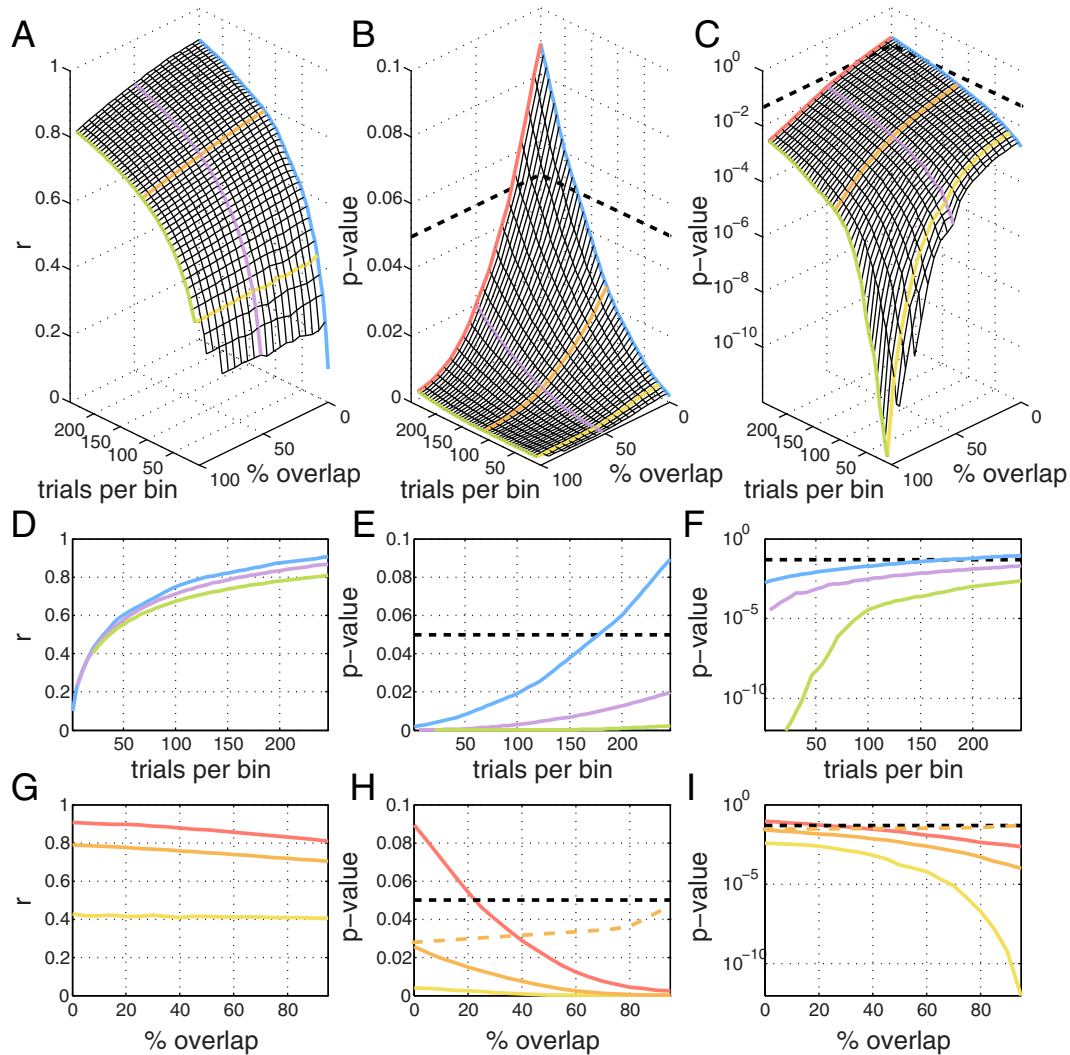 A
B
C
1
0.8
0.6
0.4
0.2
0
r
200
150
100
50
trials per bin
0
50
100
% overlap
0.1
0.08
0.06
0.04
0.02
0
p−value
200
150
100
50
trials per bin
0
50
100
% overlap
10^0
10^−2
10^−4
10^−6
10^−8
10^−10
p−value
200
150
100
50
trials per bin
0
50
100
% overlap
D
1
0.8
0.6
0.4
0.2
0
r
50 100 150 200
trials per bin
E
0.1
0.08
0.06
0.04
0.02
0
p−value
50 100 150 200
trials per bin
F
10^0
10^−5
10^−10
p−value
50 100 150 200
trials per bin
G
1
0.8
0.6
0.4
0.2
0
r
0 20 40 60 80
% overlap
H
0.1
0.08
0.06
0.04
0.02
0
p−value
0 20 40 60 80
% overlap
I
10^0
10^−5
10^−10
p−value
0 20 40 60 80
% overlap